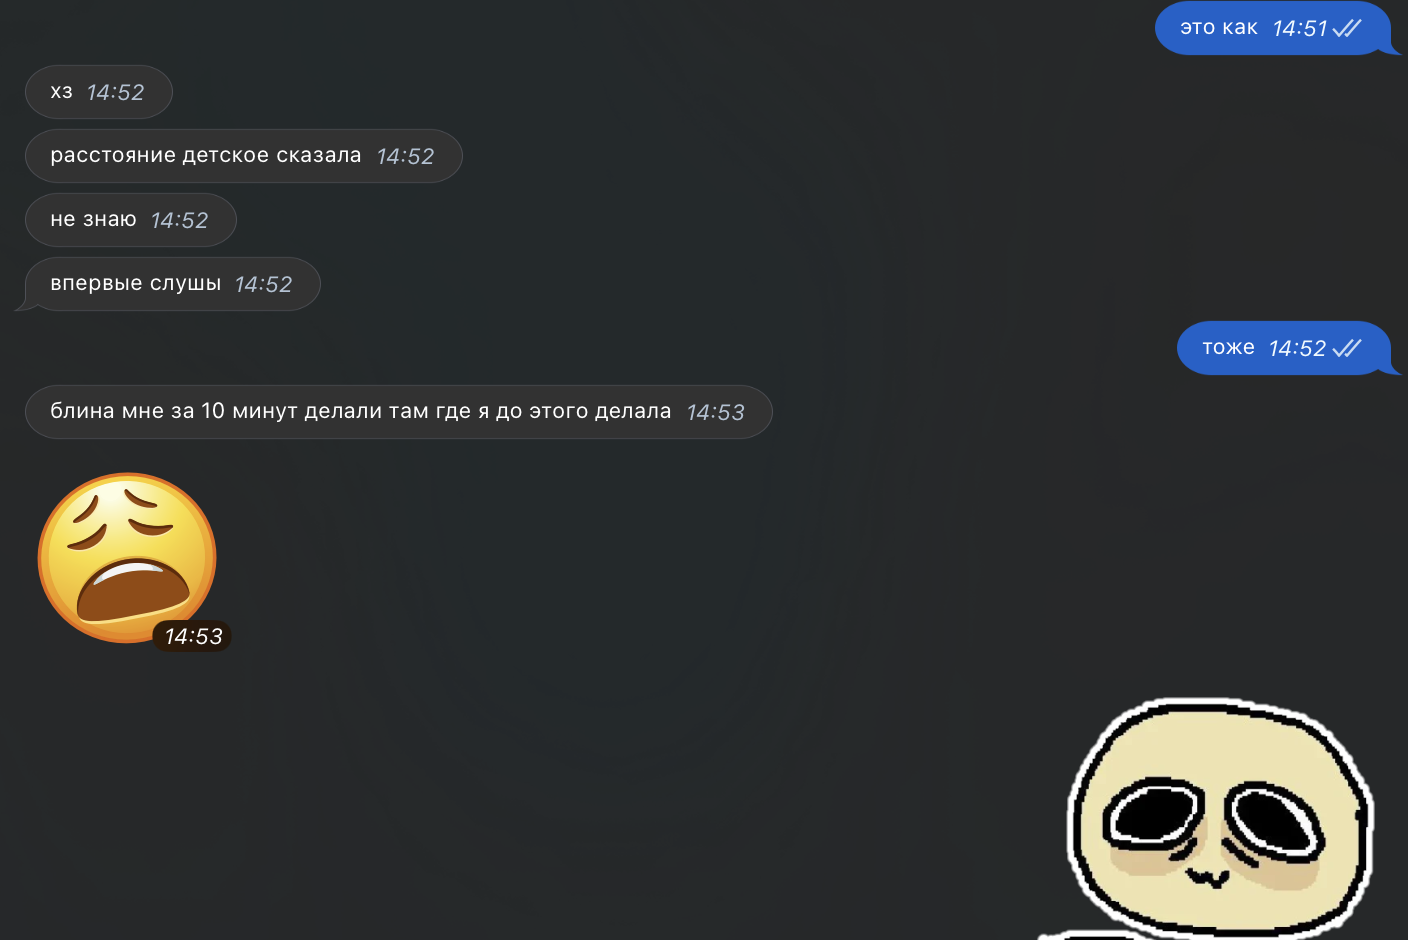 это как 14:51
хз 14:52
расстояние детское сказала 14:52
не знаю 14:52
впервые слушы 14:52
тоже 14:52
блина мне за 10 минут делали там где я до этого делала 14:53
14:53